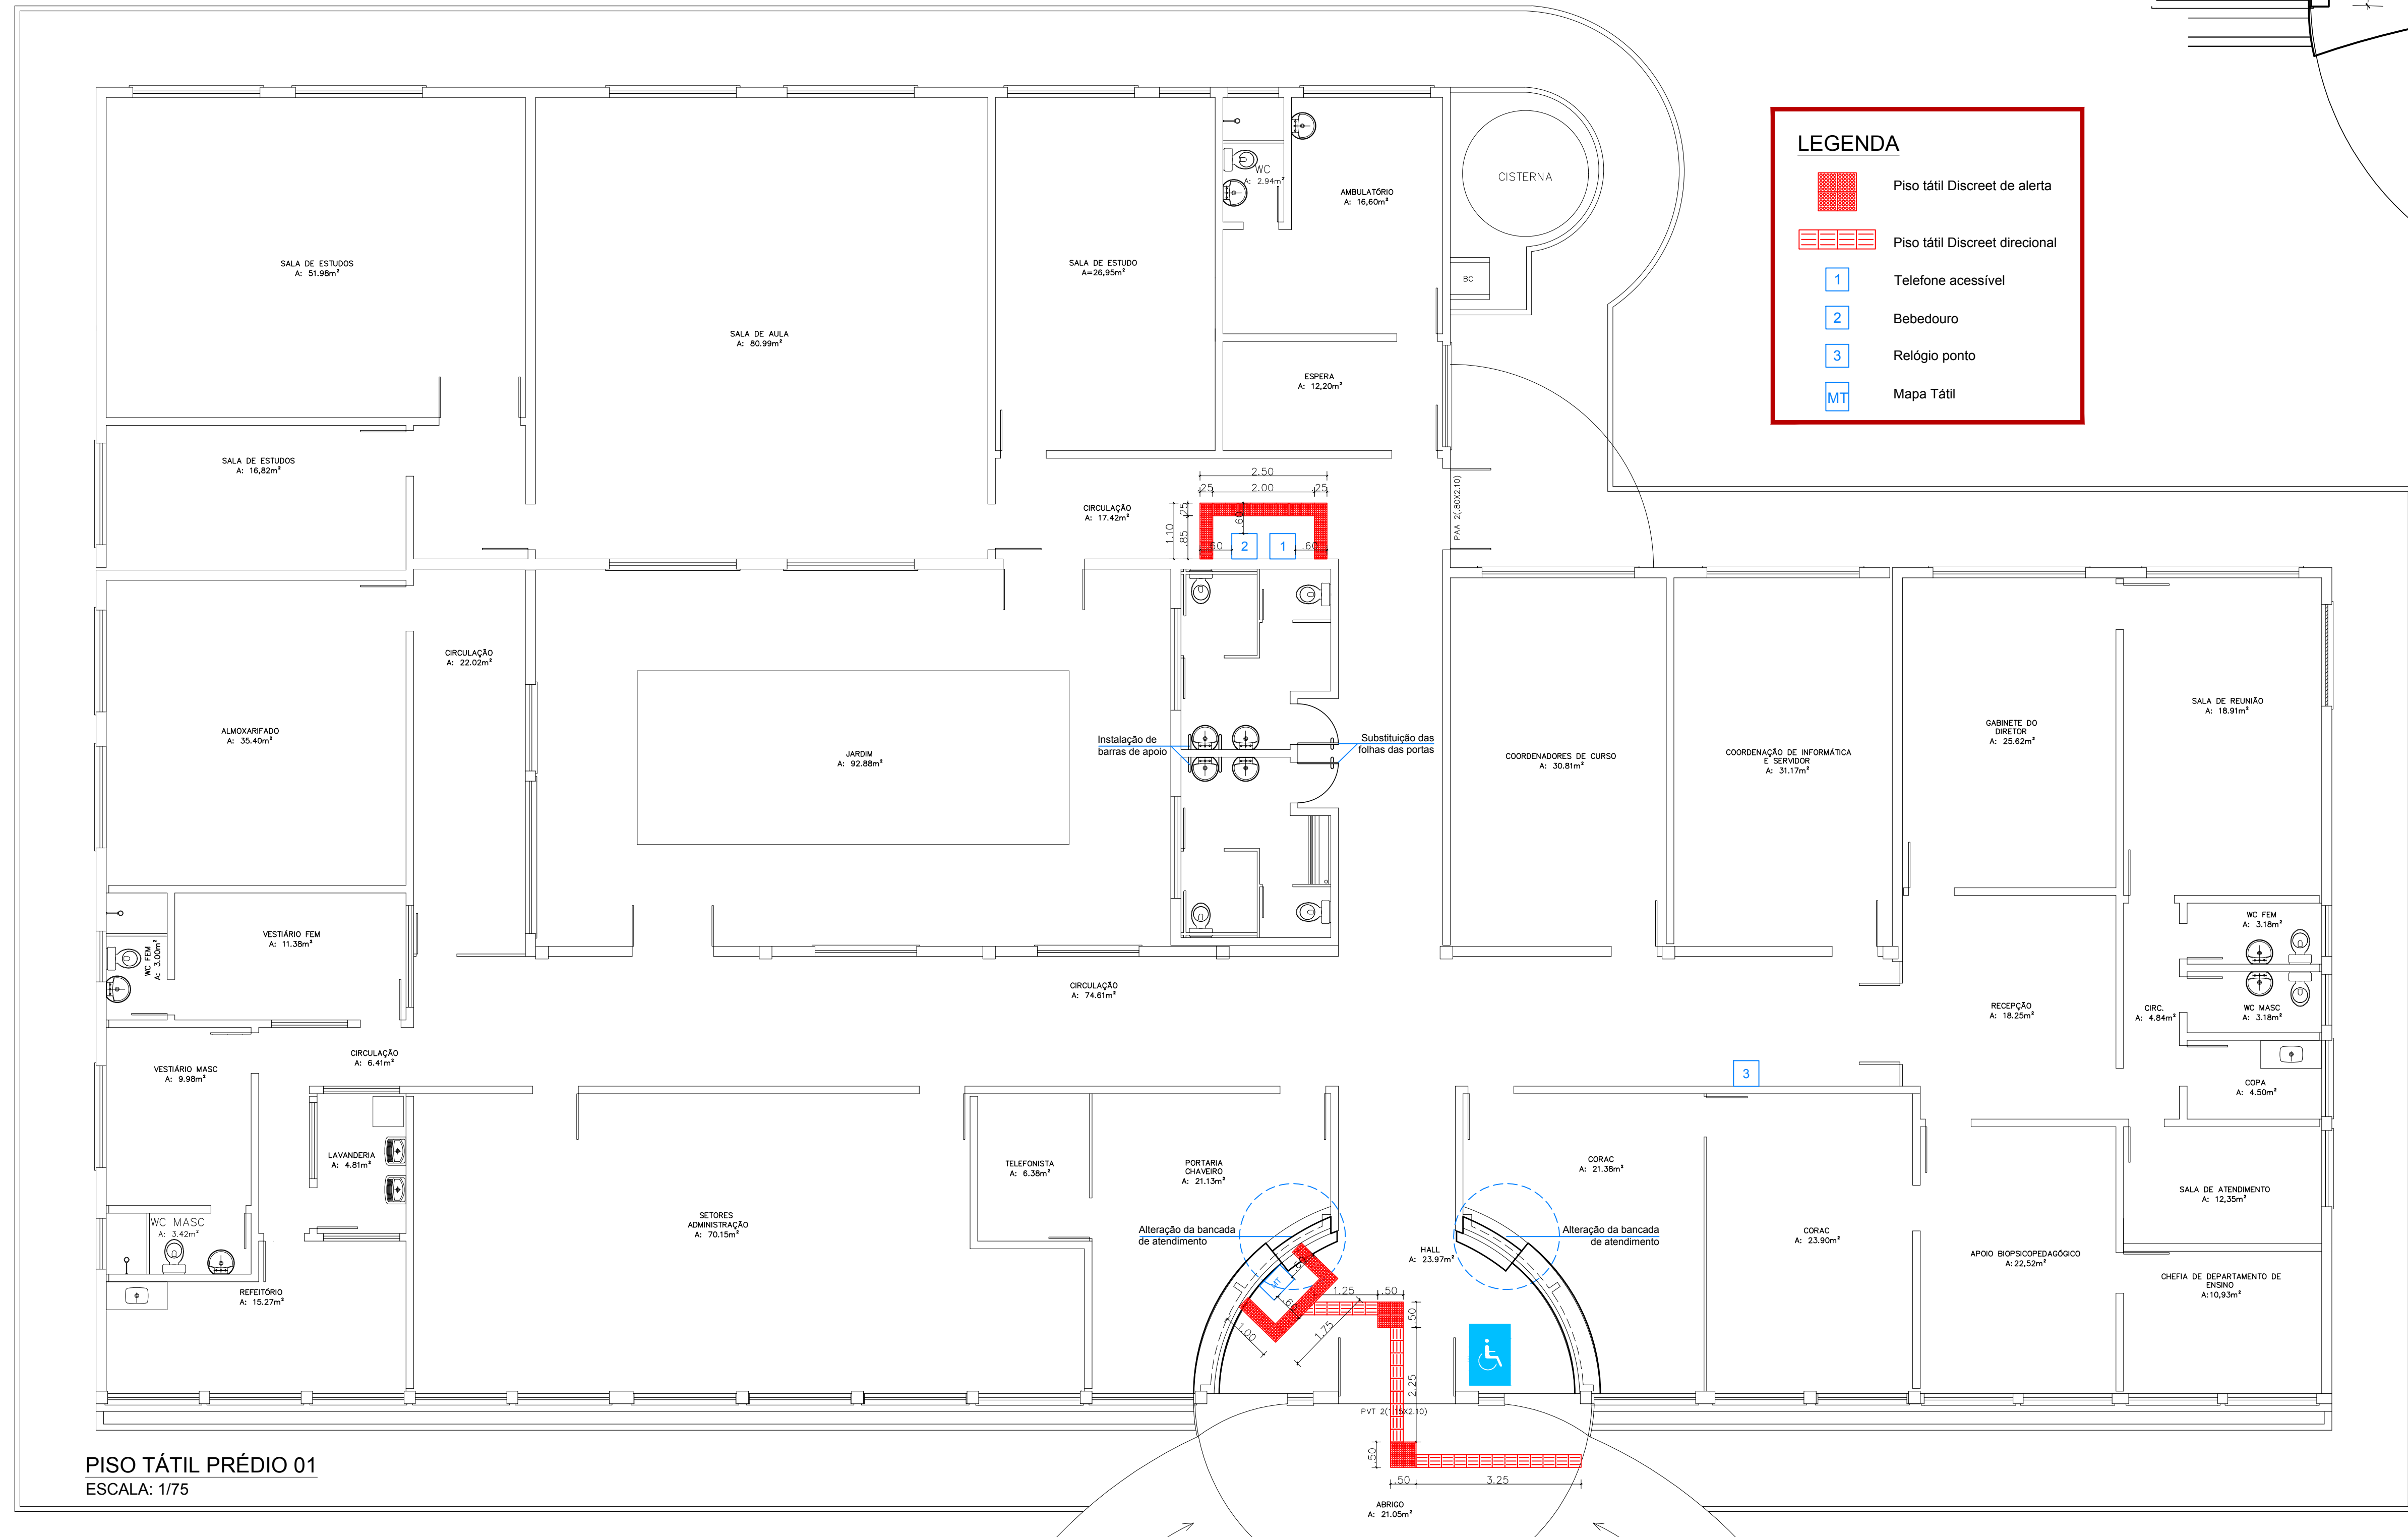 LEGENDA
Piso tátil Discreet de alerta
Piso tátil Discreet direcional
1
Telefone acessível
2
Bebedouro
3
Relógio ponto
MT
Mapa Tátil
WC
A: 2.94m²
AMBULATÓRIO
A: 16,60m²
CISTERNA
BC
SALA DE ESTUDOS
A: 51.98m²
SALA DE AULA
A: 80.99m²
SALA DE ESTUDO
A=26,95m²
ESPERA
A: 12,20m²
SALA DE ESTUDOS
A: 16,82m²
CIRCULAÇÃO
A: 17.42m²
2.50
.25
2.00
.25
1.10
.25
.85
.60
.60
2
1
.60
PAA 2(.80X2.10)
CIRCULAÇÃO
A: 22.02m²
ALMOXARIFADO
A: 35.40m²
JARDIM
A: 92.88m²
Instalação de
barras de apoio
Substituição das
folhas das portas
COORDENADORES DE CURSO
A: 30.81m²
COORDENAÇÃO DE INFORMÁTICA
E SERVIDOR
A: 31.17m²
GABINETE DO
DIRETOR
A: 25.62m²
SALA DE REUNIÃO
A: 18.91m²
VESTIÁRIO FEM
A: 11.38m²
WC FEM
A: 3.00m²
WC FEM
A: 3.18m²
CIRCULAÇÃO
A: 74.61m²
RECEPÇÃO
A: 18.25m²
CIRC.
A: 4.84m²
WC MASC
A: 3.18m²
CIRCULAÇÃO
A: 6.41m²
VESTIÁRIO MASC
A: 9.98m²
3
COPA
A: 4.50m²
LAVANDERIA
A: 4.81m²
TELEFONISTA
A: 6.38m²
PORTARIA
CHAVEIRO
A: 21.13m²
CORAC
A: 21.38m²
SALA DE ATENDIMENTO
A: 12,35m²
WC MASC
A: 3.42m²
SETORES
ADMINISTRAÇÃO
A: 70.15m²
Alteração da bancada
de atendimento
Alteração da bancada
de atendimento
HALL
A: 23.97m²
CORAC
A: 23.90m²
APOIO BIOPSICOPEDAGÓGICO
A: 22,52m²
CHEFIA DE DEPARTAMENTO DE
ENSINO
A: 10,93m²
REFEITÓRIO
A: 15.27m²
MT
.60
.60
1.25
.50
.50
1.00
1.75
2.25
PVT 2(1.15X2.10)
.50
.50
3.25
ABRIGO
A: 21.05m²
PISO TÁTIL PRÉDIO 01
ESCALA: 1/75